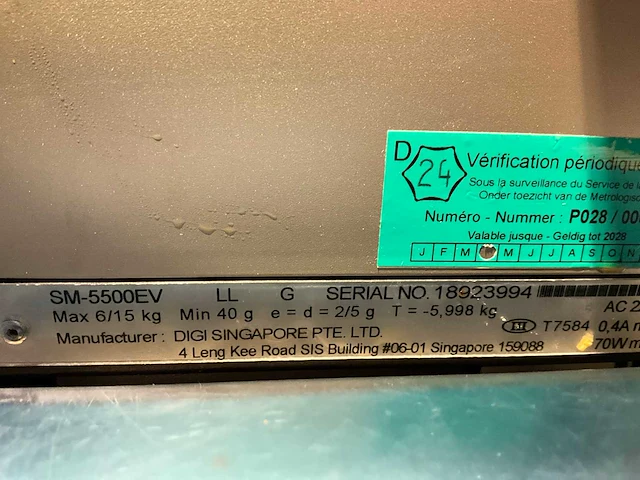 D
24
Vérification périodique
Sous la surveillance du Service de la
Onder toezicht van de Metrologisc
Numéro - Nummer : P028 / 00
Valable jusque - Geldig tot 2028
J F M M J J A S O N
SM-5500EV LL G SERIAL NO. 18923994
Max 6/15 kg Min 40 g e = d = 2/5 g T = -5,998 kg AC 2
T7584 0,4A
Manufacturer : DIGI SINGAPORE PTE. LTD.
4 Leng Kee Road SIS Building #06-01 Singapore 159088 70W